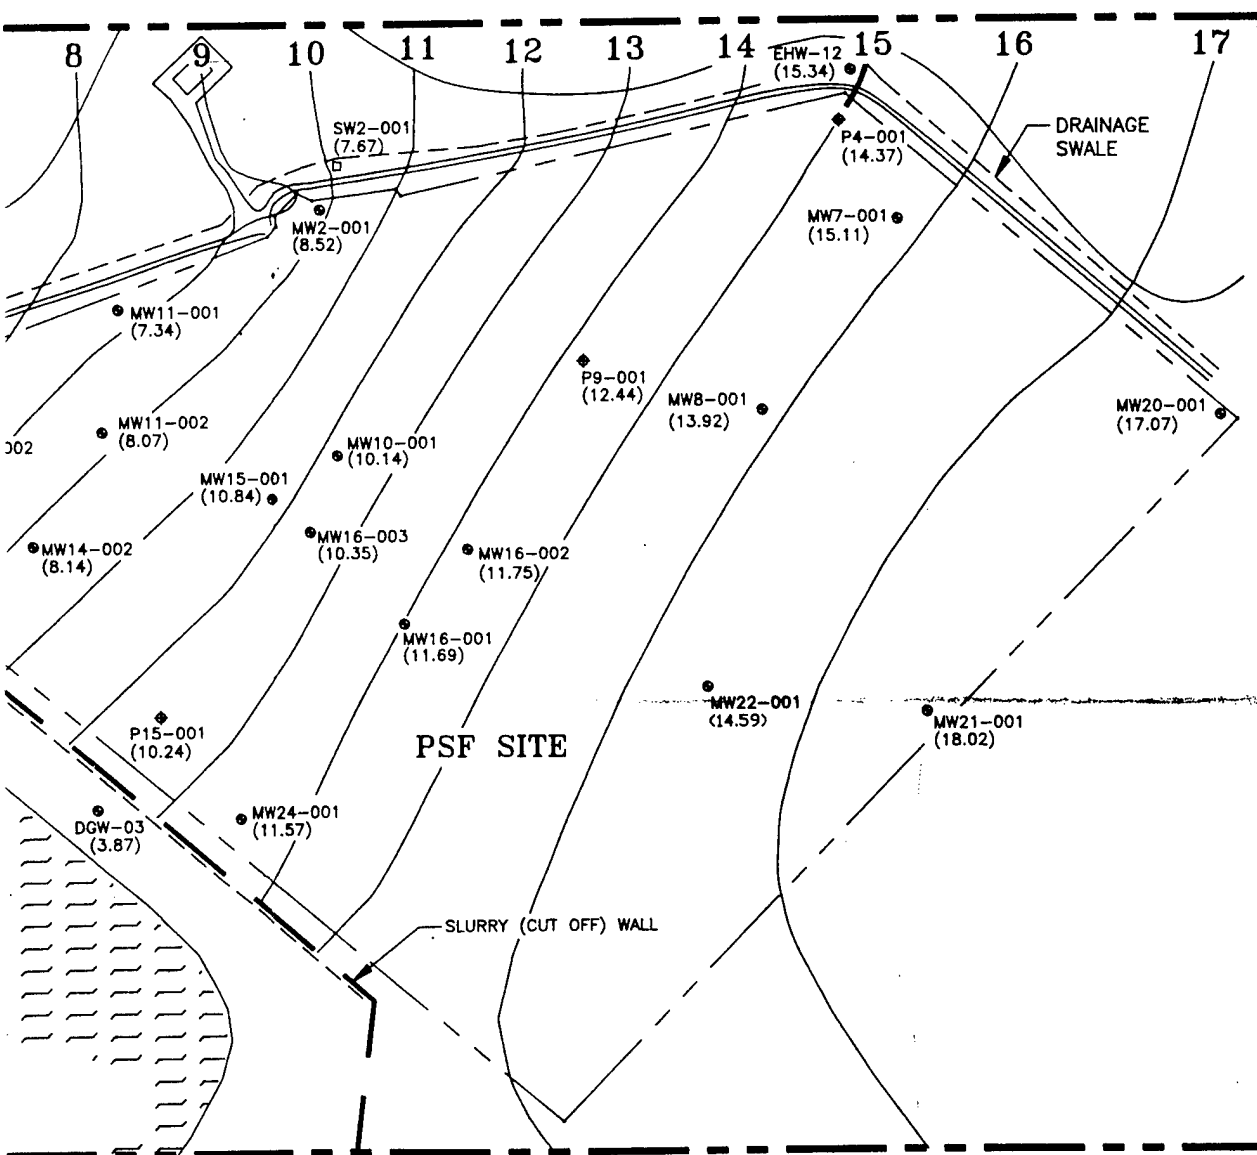 8 9 10 11 12 13 14 15 16 17
EHW-12
(15.34)
SW2-001
(7.67)
P4-001
(14.37)
DRAINAGE
SWALE
MW2-001
(8.52)
MW7-001
(15.11)
MW11-001
(7.34)
P9-001
(12.44)
MW8-001
(13.92)
MW20-001
(17.07)
MW11-002
(8.07)
002
MW10-001
(10.14)
MW15-001
(10.84)
MW14-002
(8.14)
MW16-003
(10.35)
MW16-002
(11.75)
MW16-001
(11.69)
MW22-001
(14.59)
MW21-001
(18.02)
P15-001
(10.24)
PSF SITE
DGW-03
(3.87)
MW24-001
(11.57)
SLURRY (CUT OFF) WALL